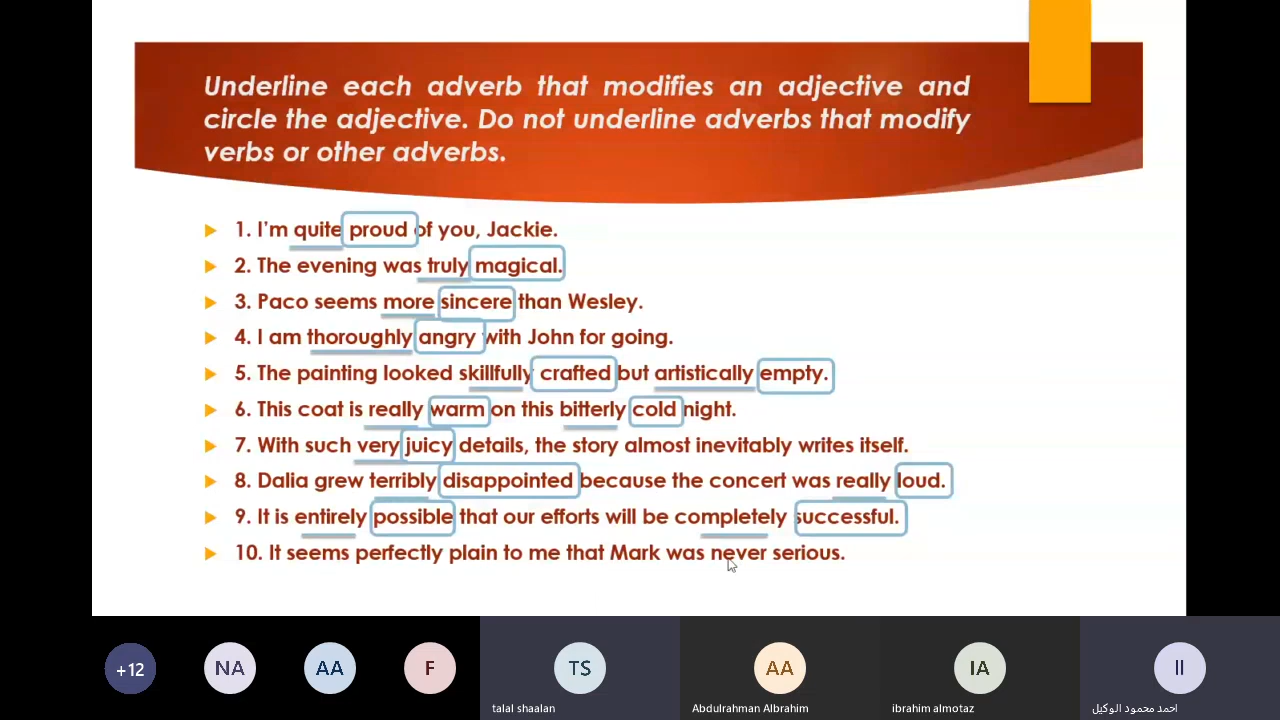 Underline each adverb that modifies an adjective and
circle the adjective. Do not underline adverbs that modify
verbs or other adverbs.
1. I'm quite proud of you, Jackie.
2. The evening was truly magical.
3. Paco seems more sincere than Wesley.
4. I am thoroughly angry with John for going.
5. The painting looked skillfully crafted but artistically empty.
6. This coat is really warm on this bitterly cold night.
7. With such very juicy details, the story almost inevitably writes itself.
8. Dalia grew terribly disappointed because the concert was really loud.
9. It is entirely possible that our efforts will be completely successful.
10. It seems perfectly plain to me that Mark was never serious.
+12
NA
AA
F
TS
AA
IA
اا
talal shaalan
Abdulrahman Albrahim
ibrahim almotaz
احمد محمود الوكيل